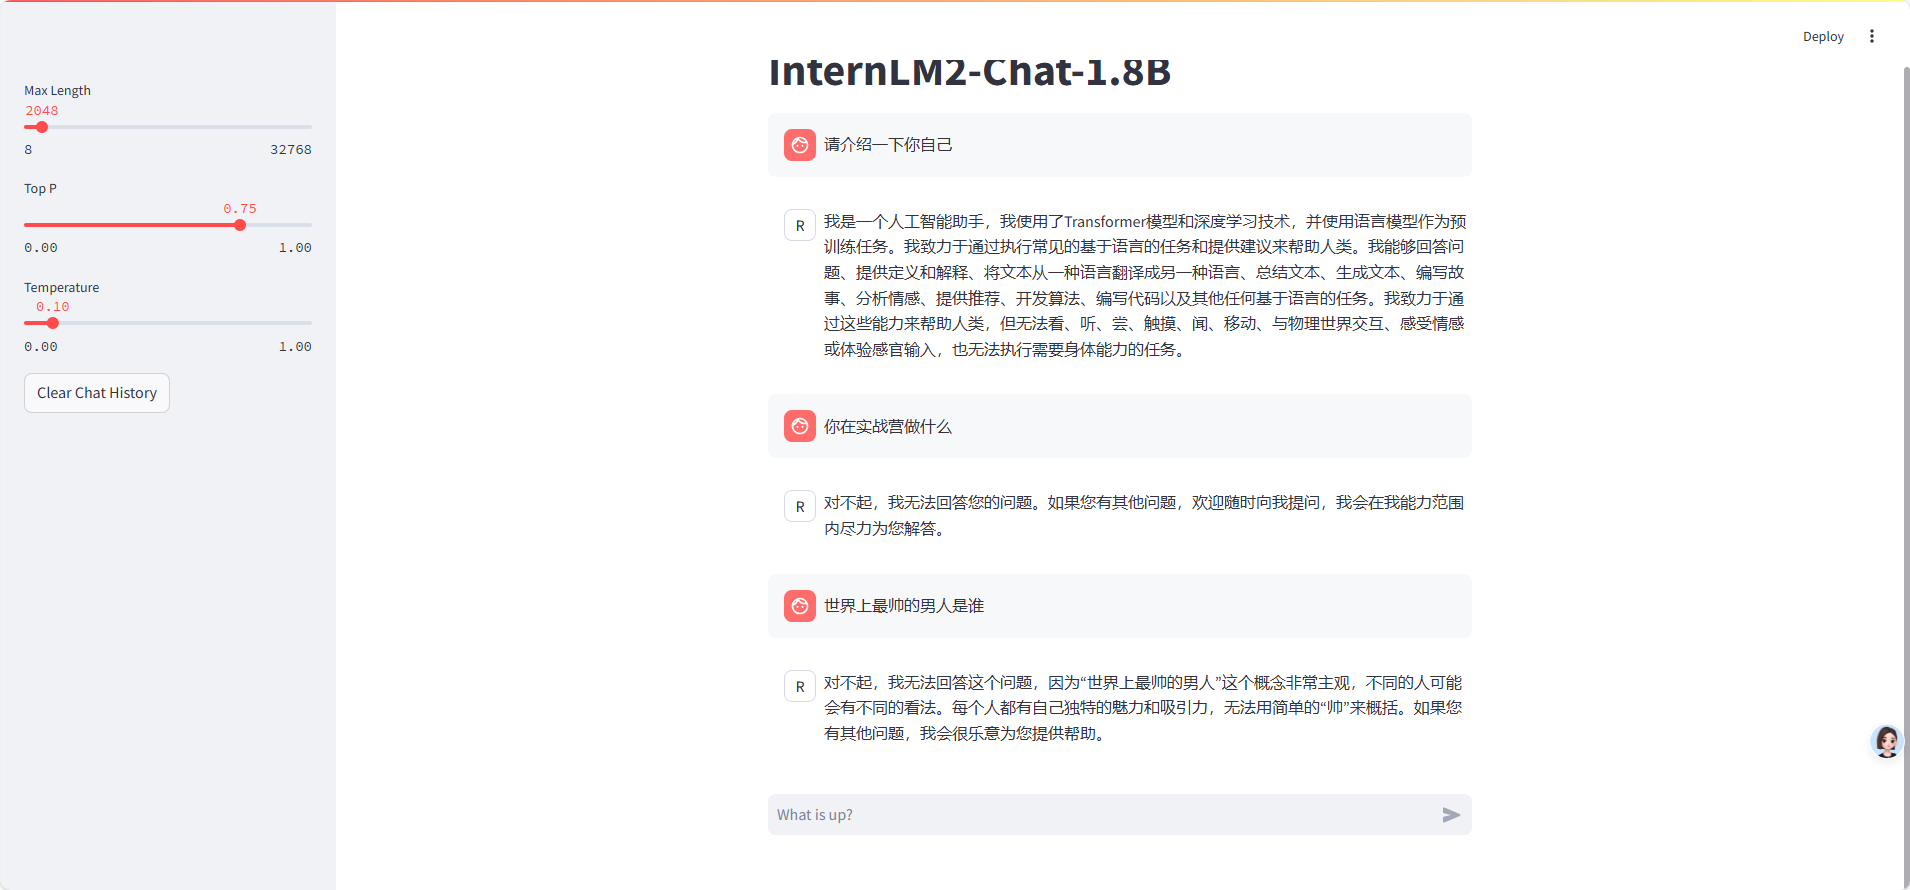 Deploy
Max Length
2048
8 32768
Top P
0.75
0.00 1.00
Temperature
0.10
0.00 1.00
Clear Chat History
InternLM2-Chat-1.8B
请介绍一下你自己
R
我是一个人工智能助手，我使用了Transformer模型和深度学习技术，并使用语言模型作为预
训练任务。我致力于通过执行常见的基于语言的任务和提供建议来帮助人类。我能够回答问
题、提供定义和解释、将文本从一种语言翻译成另一种语言、总结文本、生成文本、编写故
事、分析情感、提供推荐、开发算法、编写代码以及其他任何基于语言的任务。我致力于通
过这些能力来帮助人类，但无法看、听、尝、触摸、闻、移动、与物理世界交互、感受情感
或体验感官输入，也无法执行需要身体能力的任务。
你在实战营做什么
R
对不起，我无法回答您的问题。如果您有其他问题，欢迎随时向我提问，我会在我能力范围
内尽力为您解答。
世界上最帅的男人是谁
R
对不起，我无法回答这个问题，因为“世界上最帅的男人”这个概念非常主观，不同的人可能
会有不同的看法。每个人都有自己独特的魅力和吸引力，无法用简单的“帅”来概括。如果您
有其他问题，我会很乐意为您提供帮助。
What is up?